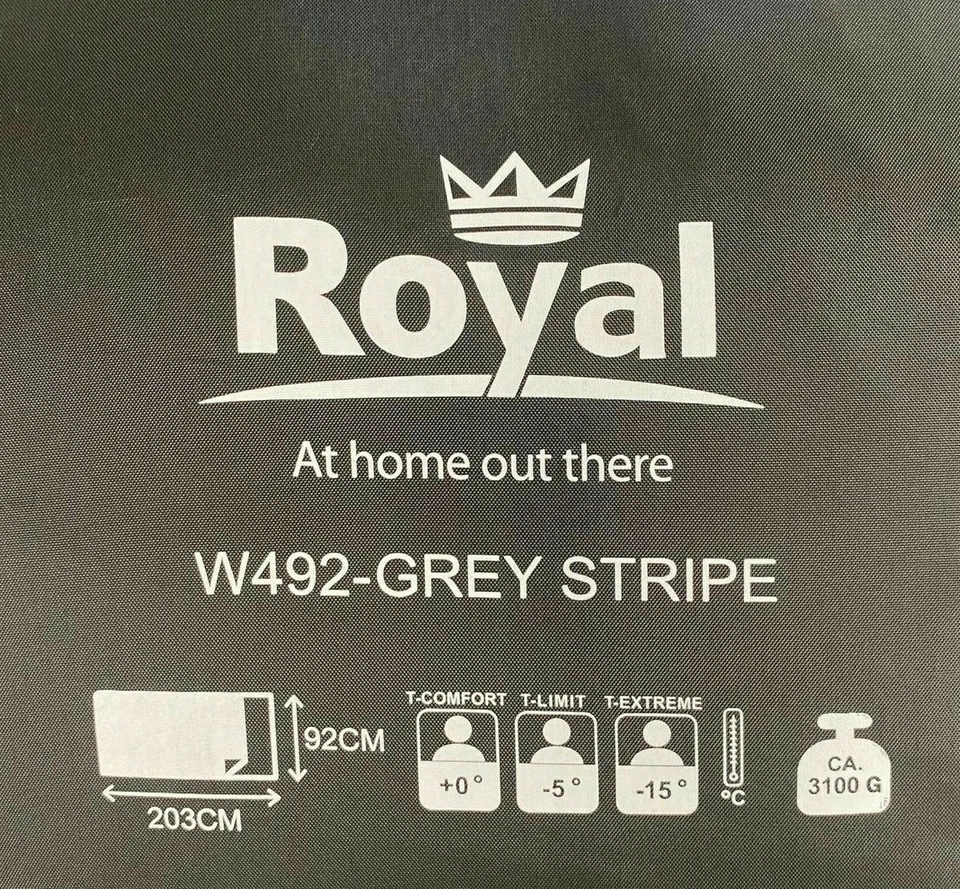 Royal
At home out there
W492-GREY STRIPE
92CM
203CM
T-COMFORT T-LIMIT T-EXTREME
+0° -5° -15°
°C
CA.
3100 G